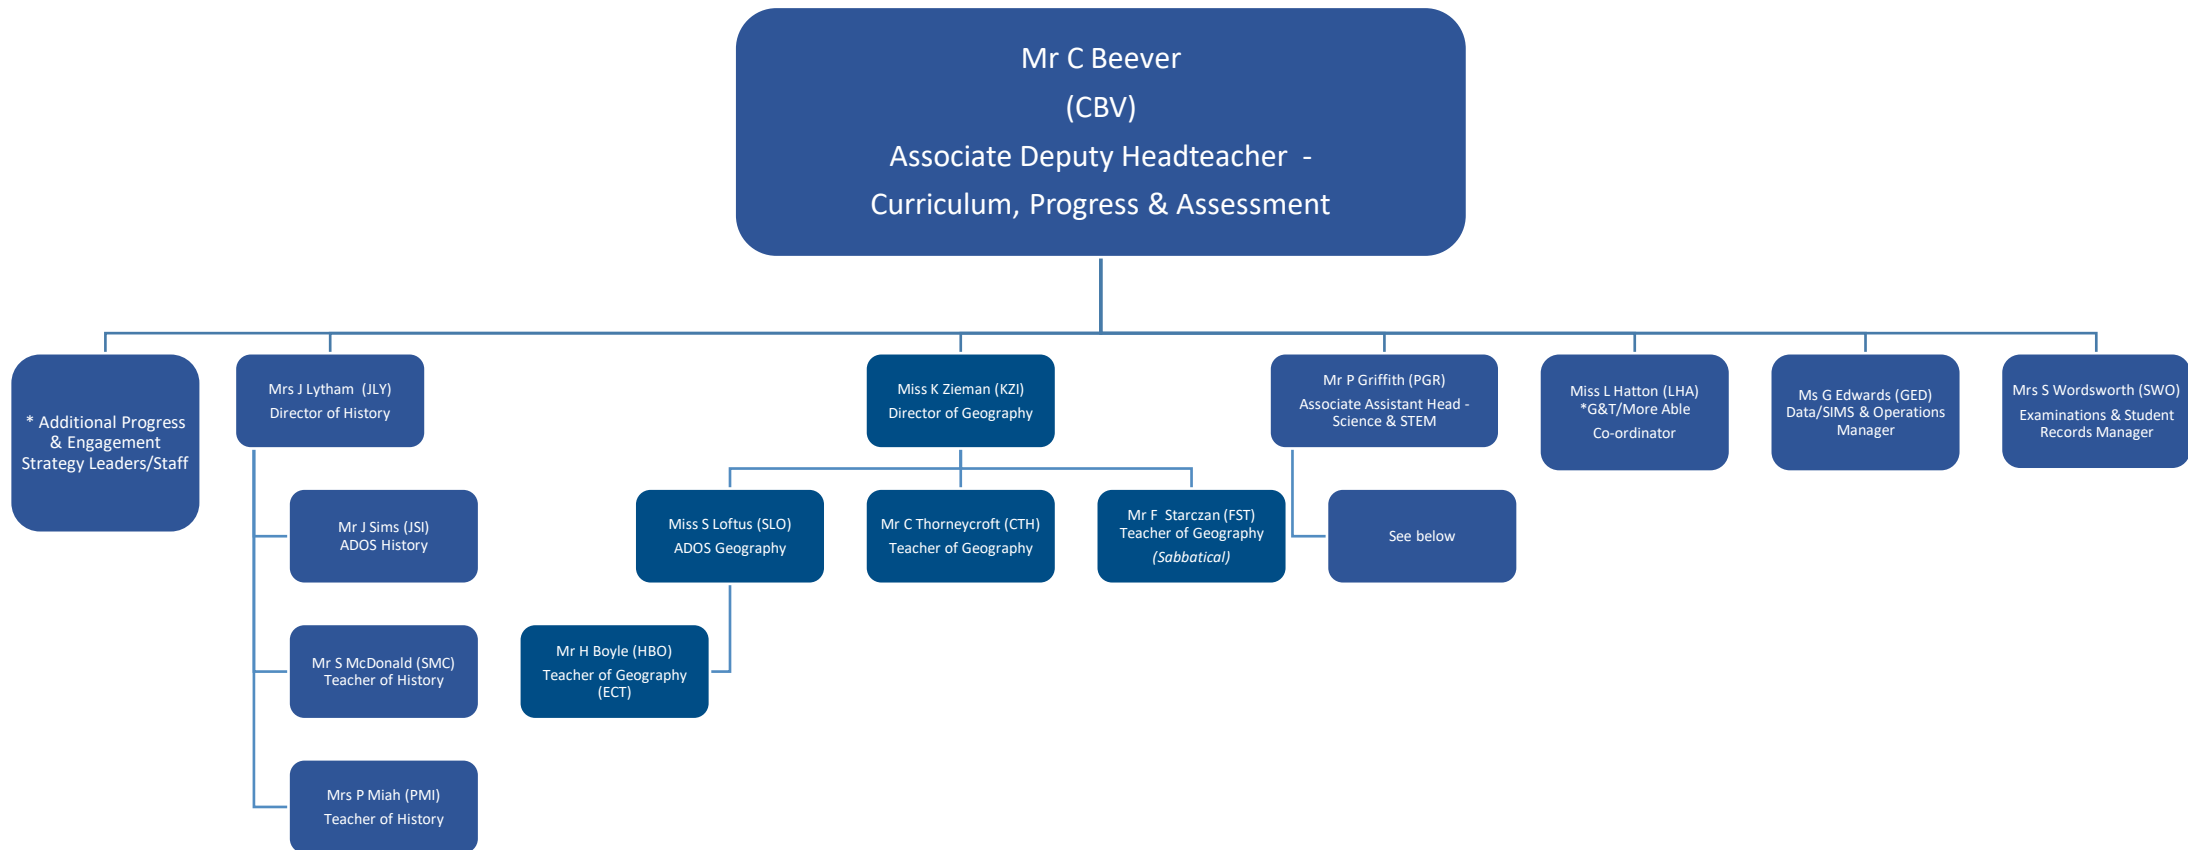 Mr C Beever
(CBV)
Associate Deputy Headteacher -
Curriculum, Progress & Assessment
* Additional Progress
& Engagement
Strategy Leaders/Staff
Mrs J Lytham (JLY)
Director of History
Miss K Zieman (KZI)
Director of Geography
Mr P Griffith (PGR)
Associate Assistant Head -
Science & STEM
Miss L Hatton (LHA)
*G&T/More Able
Co-ordinator
Ms G Edwards (GED)
Data/SIMS & Operations
Manager
Mrs S Wordsworth (SWO)
Examinations & Student
Records Manager
Mr J Sims (JSI)
ADOS History
Miss S Loftus (SLO)
ADOS Geography
Mr C Thorneycroft (CTH)
Teacher of Geography
Mr F Starczan (FST)
Teacher of Geography
(Sabbatical)
See below
Mr S McDonald (SMC)
Teacher of History
Mr H Boyle (HBO)
Teacher of Geography
(ECT)
Mrs P Miah (PMI)
Teacher of History